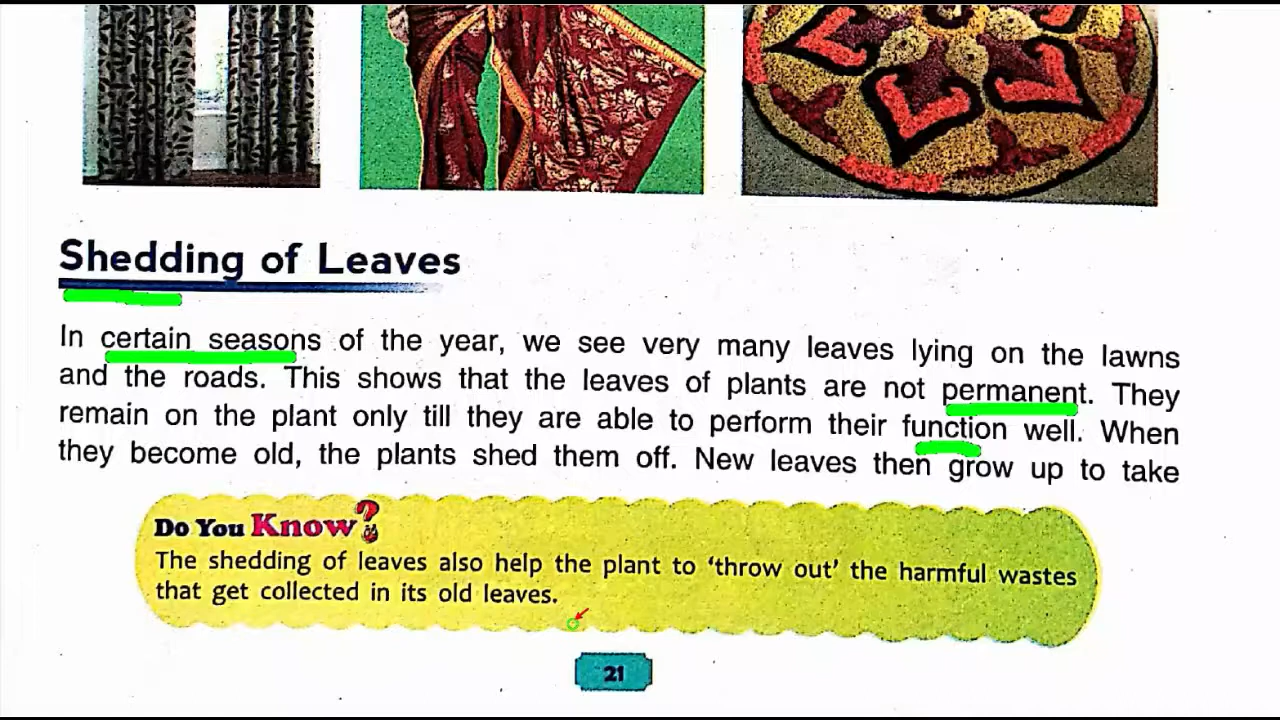 Shedding of Leaves
In certain seasons of the year, we see very many leaves lying on the lawns
and the roads. This shows that the leaves of plants are not permanent. They
remain on the plant only till they are able to perform their function well. When
they become old, the plants shed them off. New leaves then grow up to take
Do You Know?
The shedding of leaves also help the plant to ‘throw out’ the harmful wastes
that get collected in its old leaves.
21